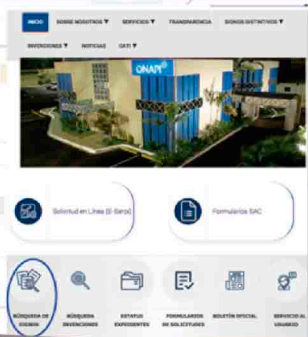 INICIO SOBRE NOSOTROS ▼ SERVICIOS ▼ TRANSPARENCIA SIGNOS DISTINTIVOS ▼
INVENCIONES ▼ NOTICIAS CATI ▼
ONAPI
Solicitud en Línea (E-Serpi)
Formularios SAC
BÚSQUEDA DE
SIGNOS
BÚSQUEDA
INVENCIONES
ESTATUS
EXPEDIENTES
FORMULARIOS
DE SOLICITUDES
BOLETÍN OFICIAL
SERVICIO AL
USUARIO